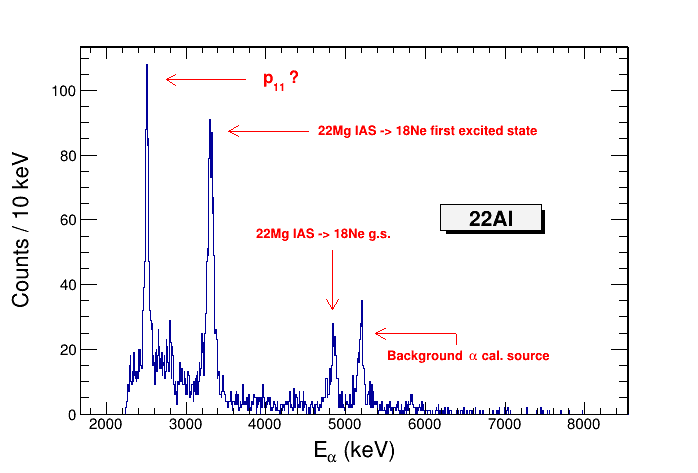 p11 ?
22Mg IAS -> 18Ne first excited state
22Al
22Mg IAS -> 18Ne g.s.
Background α cal. source
Counts / 10 keV
100
80
60
40
20
0
2000 3000 4000 5000 6000 7000 8000
Eα (keV)